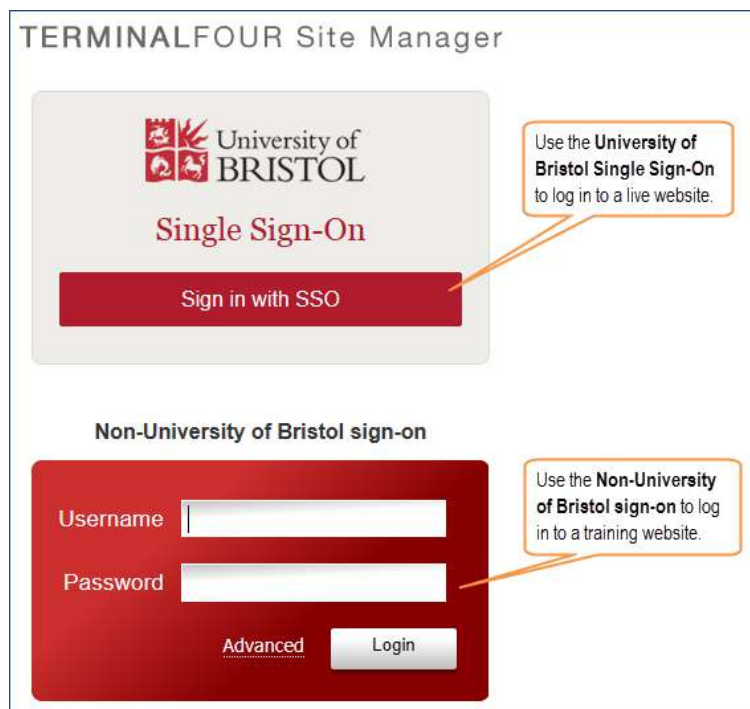 TERMINALFOUR Site Manager
University of
BRISTOL
Single Sign-On
Sign in with SSO
Use the University of
Bristol Single Sign-On
to log in to a live website.
Non-University of Bristol sign-on
Username
Password
Advanced
Login
Use the Non-University
of Bristol sign-on to log
in to a training website.